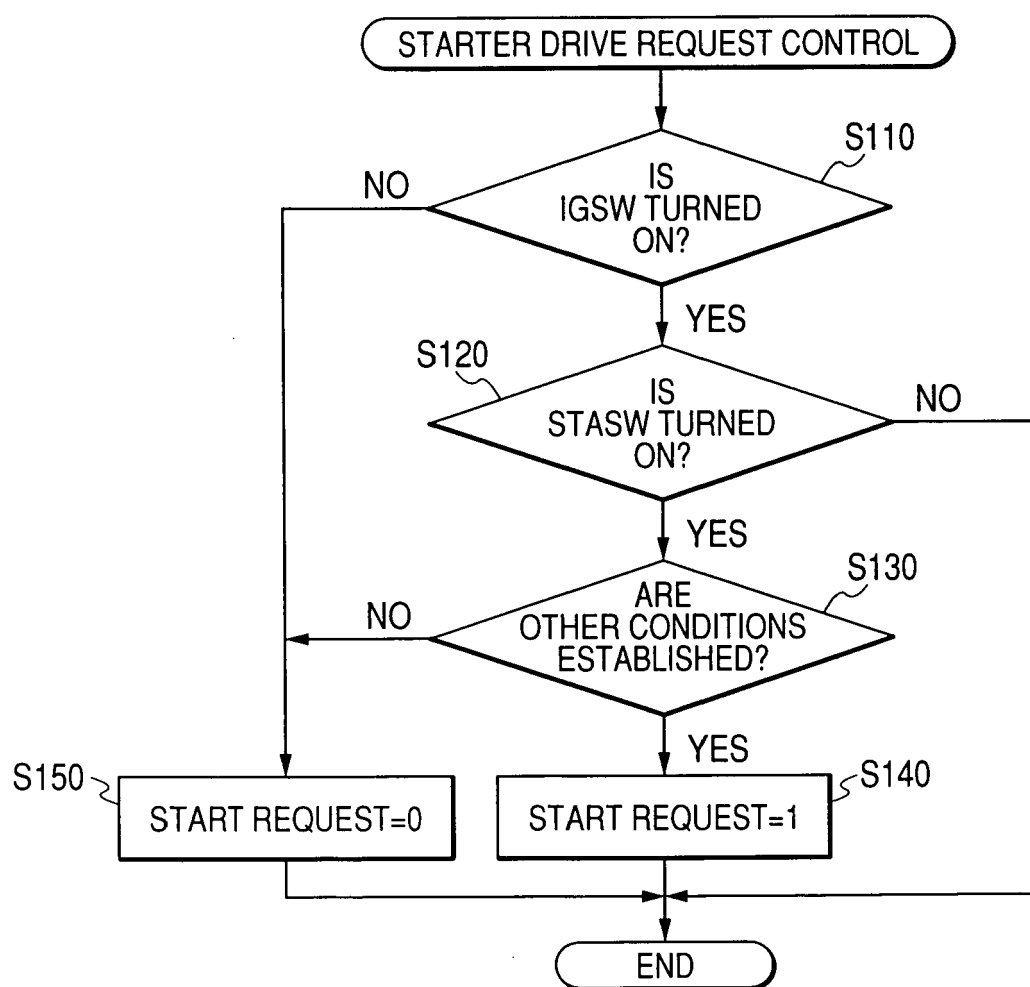 STARTER DRIVE REQUEST CONTROL
S110
NO
IS
IGSW TURNED
ON?
YES
S120
IS
STASW TURNED
ON?
NO
YES
S130
NO
ARE
OTHER CONDITIONS
ESTABLISHED?
YES
S150
START REQUEST=0
S140
START REQUEST=1
END